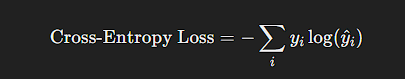 Cross-Entropy Loss = − ∑ᵢ yᵢ log(ŷᵢ)